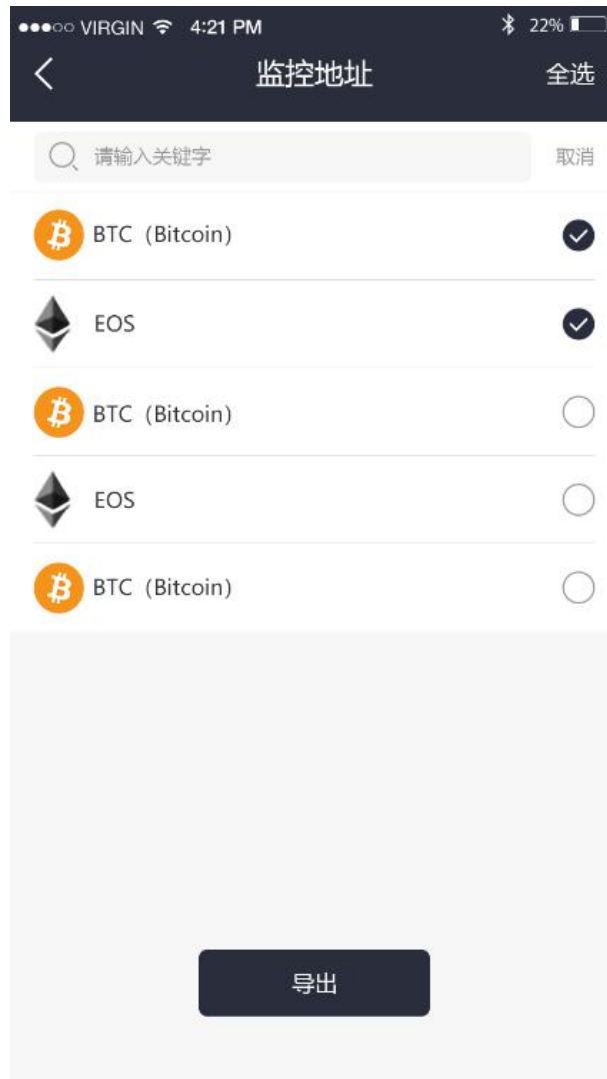 VIRGIN 4:21 PM 22%
监控地址 全选
请输入关键字 取消
BTC（Bitcoin）
EOS
BTC（Bitcoin）
EOS
BTC（Bitcoin）
导出